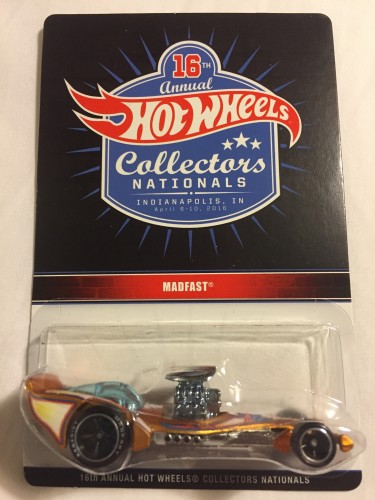 16TH
Annual
Hot Wheels
Collectors
NATIONALS
INDIANAPOLIS, IN
April 6-10, 2016
MADFAST®
16th ANNUAL HOT WHEELS® COLLECTORS NATIONALS